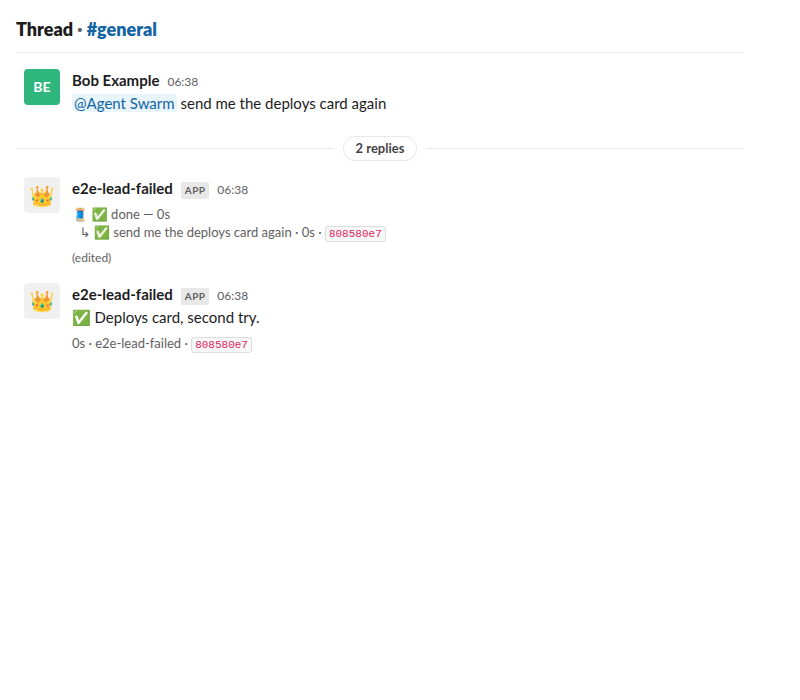 Thread • #general
BE
Bob Example 06:38
@Agent Swarm send me the deploys card again
2 replies
e2e-lead-failed APP 06:38
🧵 ✅ done — 0s
↳ ✅ send me the deploys card again · 0s · 808580e7
(edited)
e2e-lead-failed APP 06:38
✅ Deploys card, second try.
0s · e2e-lead-failed · 808580e7